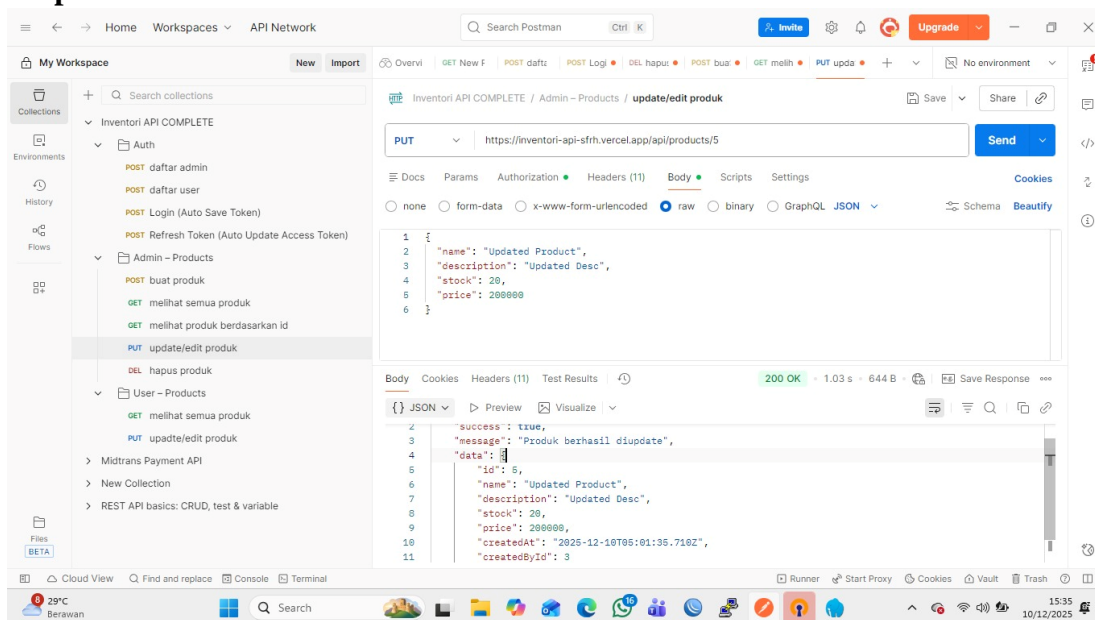 Home Workspaces API Network Search Postman Ctrl K Invite Upgrade
My Workspace New Import Overvi GET New F POST dafta POST Logi DEL hapu: POST bua: GET melih PUT upda No environment
Collections
Environments
History
Flows
Files
BETA
Search collections
Inventori API COMPLETE
Auth
POST daftar admin
POST daftar user
POST Login (Auto Save Token)
POST Refresh Token (Auto Update Access Token)
Admin – Products
POST buat produk
GET melihat semua produk
GET melihat produk berdasarkan id
PUT update/edit produk
DEL hapus produk
User – Products
GET melihat semua produk
PUT upadte/edit produk
Midtrans Payment API
New Collection
REST API basics: CRUD, test & variable
HTTP Inventori API COMPLETE / Admin – Products / update/edit produk Save Share
PUT https://inventori-api-sfrh.vercel.app/api/products/5 Send
Docs Params Authorization Headers (11) Body Scripts Settings Cookies
none form-data x-www-form-urlencoded raw binary GraphQL JSON Schema Beautify
1 {
2 "name": "Updated Product",
3 "description": "Updated Desc",
4 "stock": 20,
5 "price": 200000
6 }
Body Cookies Headers (11) Test Results 200 OK 1.03 s 644 B Save Response
{} JSON Preview Visualize
2 "success": true,
3 "message": "Produk berhasil diupdate",
4 "data": {
5 "id": 5,
6 "name": "Updated Product",
7 "description": "Updated Desc",
8 "stock": 20,
9 "price": 200000,
10 "createdAt": "2025-12-10T05:01:35.710Z",
11 "createdById": 3
Cloud View Find and replace Console Terminal Runner Start Proxy Cookies Vault Trash
29°C
Berawan
Search
15:35
10/12/2025